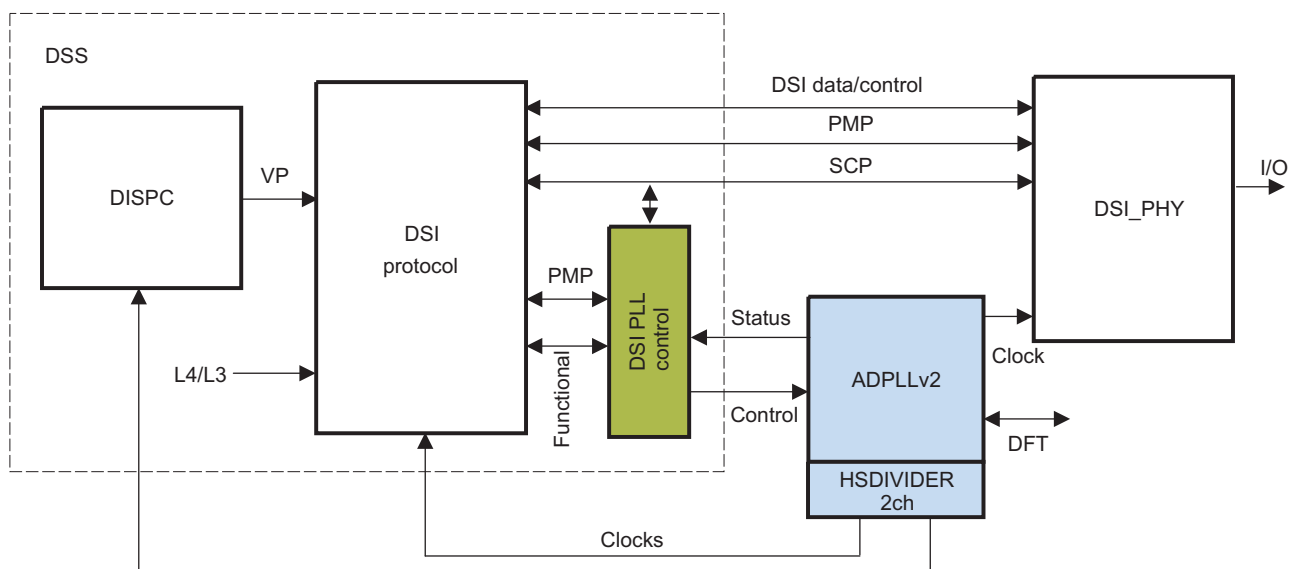 DSS
DSI data/control
PMP
SCP
I/O
VP
DISPC
DSI
protocol
DSI_PHY
PMP
Functional
DSI PLL
control
Status
Control
L4/L3
ADPLLv2
Clock
DFT
HSDIVIDER
2ch
Clocks